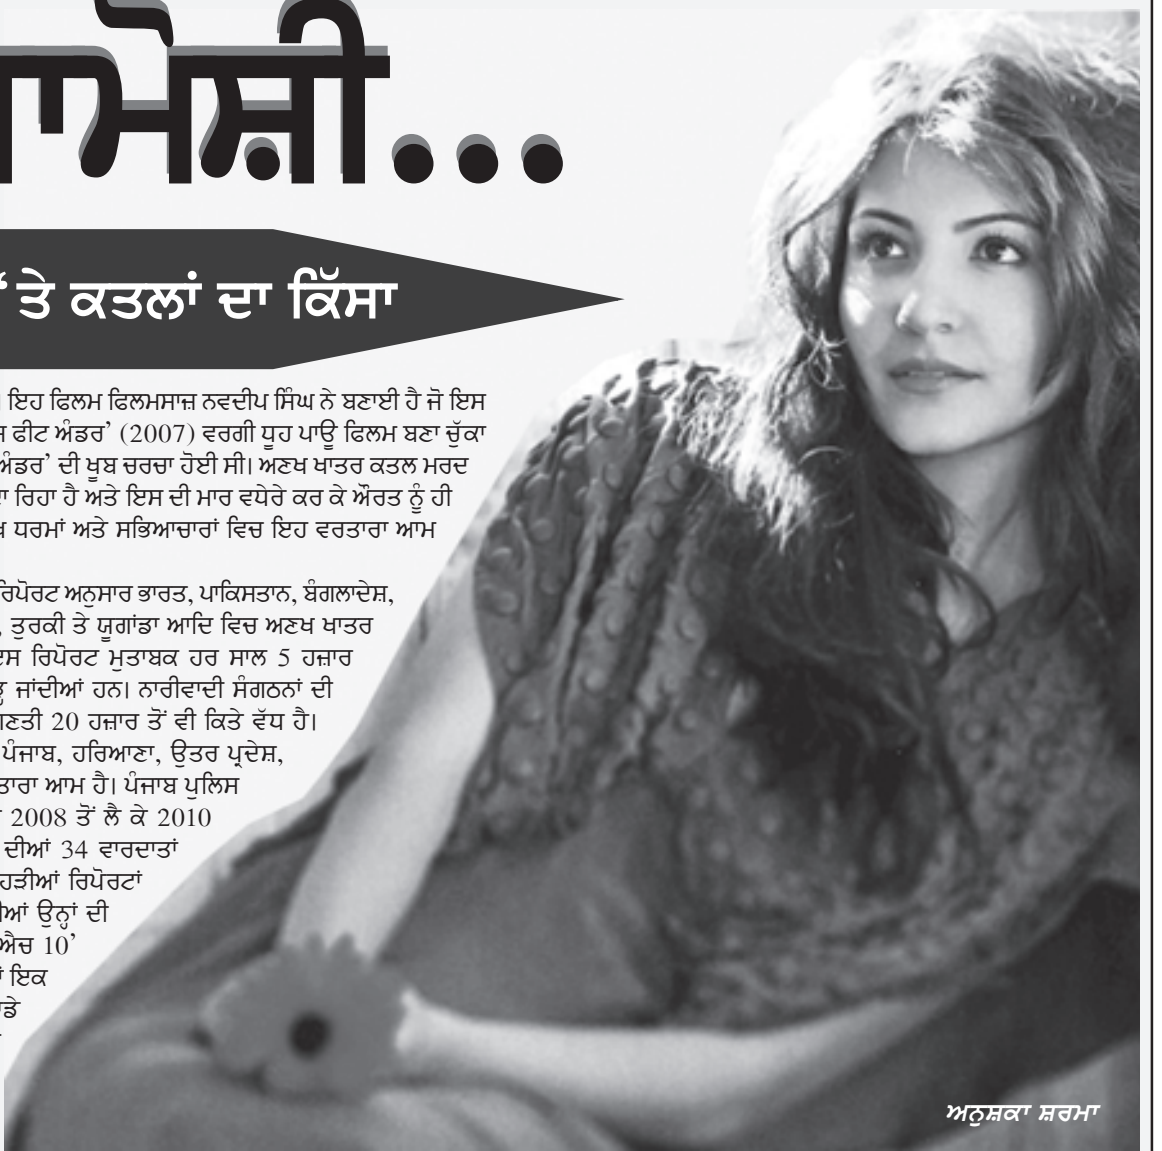 ਾਮੋਸ਼ੀ...
ਤੇ ਕਤਲਾਂ ਦਾ ਕਿੱਸਾ
। ਇਹ ਫਿਲਮ ਫਿਲਮਸਾਜ਼ ਨਵਦੀਪ ਸਿੰਘ ਨੇ ਬਣਾਈ ਹੈ ਜੋ ਇਸ
ਫੀਟ ਅੰਡਰ’ (2007) ਵਰਗੀ ਧੂਹ ਪਾਊ ਫਿਲਮ ਬਣਾ ਚੁੱਕਾ
ਅੰਡਰ’ ਦੀ ਖੂਬ ਚਰਚਾ ਹੋਈ ਸੀ। ਅਣਖ ਖਾਤਰ ਕਤਲ ਮਰਦ
ਰਿਹਾ ਹੈ ਅਤੇ ਇਸ ਦੀ ਮਾਰ ਵਧੇਰੇ ਕਰ ਕੇ ਔਰਤ ਨੂੰ ਹੀ
ਧਰਮਾਂ ਅਤੇ ਸਭਿਆਚਾਰਾਂ ਵਿਚ ਇਹ ਵਰਤਾਰਾ ਆਮ
ਰਿਪੋਰਟ ਅਨੁਸਾਰ ਭਾਰਤ, ਪਾਕਿਸਤਾਨ, ਬੰਗਲਾਦੇਸ਼,
, ਤੁਰਕੀ ਤੇ ਯੂਗਾਂਡਾ ਆਦਿ ਵਿਚ ਅਣਖ ਖਾਤਰ
ਰਿਪੋਰਟ ਮੁਤਾਬਕ ਹਰ ਸਾਲ 5 ਹਜ਼ਾਰ
ਜਾਂਦੀਆਂ ਹਨ। ਨਾਰੀਵਾਦੀ ਸੰਗਠਨਾਂ ਦੀ
ਣਤੀ 20 ਹਜ਼ਾਰ ਤੋਂ ਵੀ ਕਿਤੇ ਵੱਧ ਹੈ।
ਪੰਜਾਬ, ਹਰਿਆਣਾ, ਉਤਰ ਪ੍ਰਦੇਸ਼,
ਤਾਰਾ ਆਮ ਹੈ। ਪੰਜਾਬ ਪੁਲਿਸ
2008 ਤੋਂ ਲੈ ਕੇ 2010
ਦੀਆਂ 34 ਵਾਰਦਾਤਾਂ
ਹੜੀਆਂ ਰਿਪੋਰਟਾਂ
ਆਂ ਉਨ੍ਹਾਂ ਦੀ
ਐਚ 10’
ਇਕ
ਡੇ
ਅਨੁਸ਼ਕਾ ਸ਼ਰਮਾ